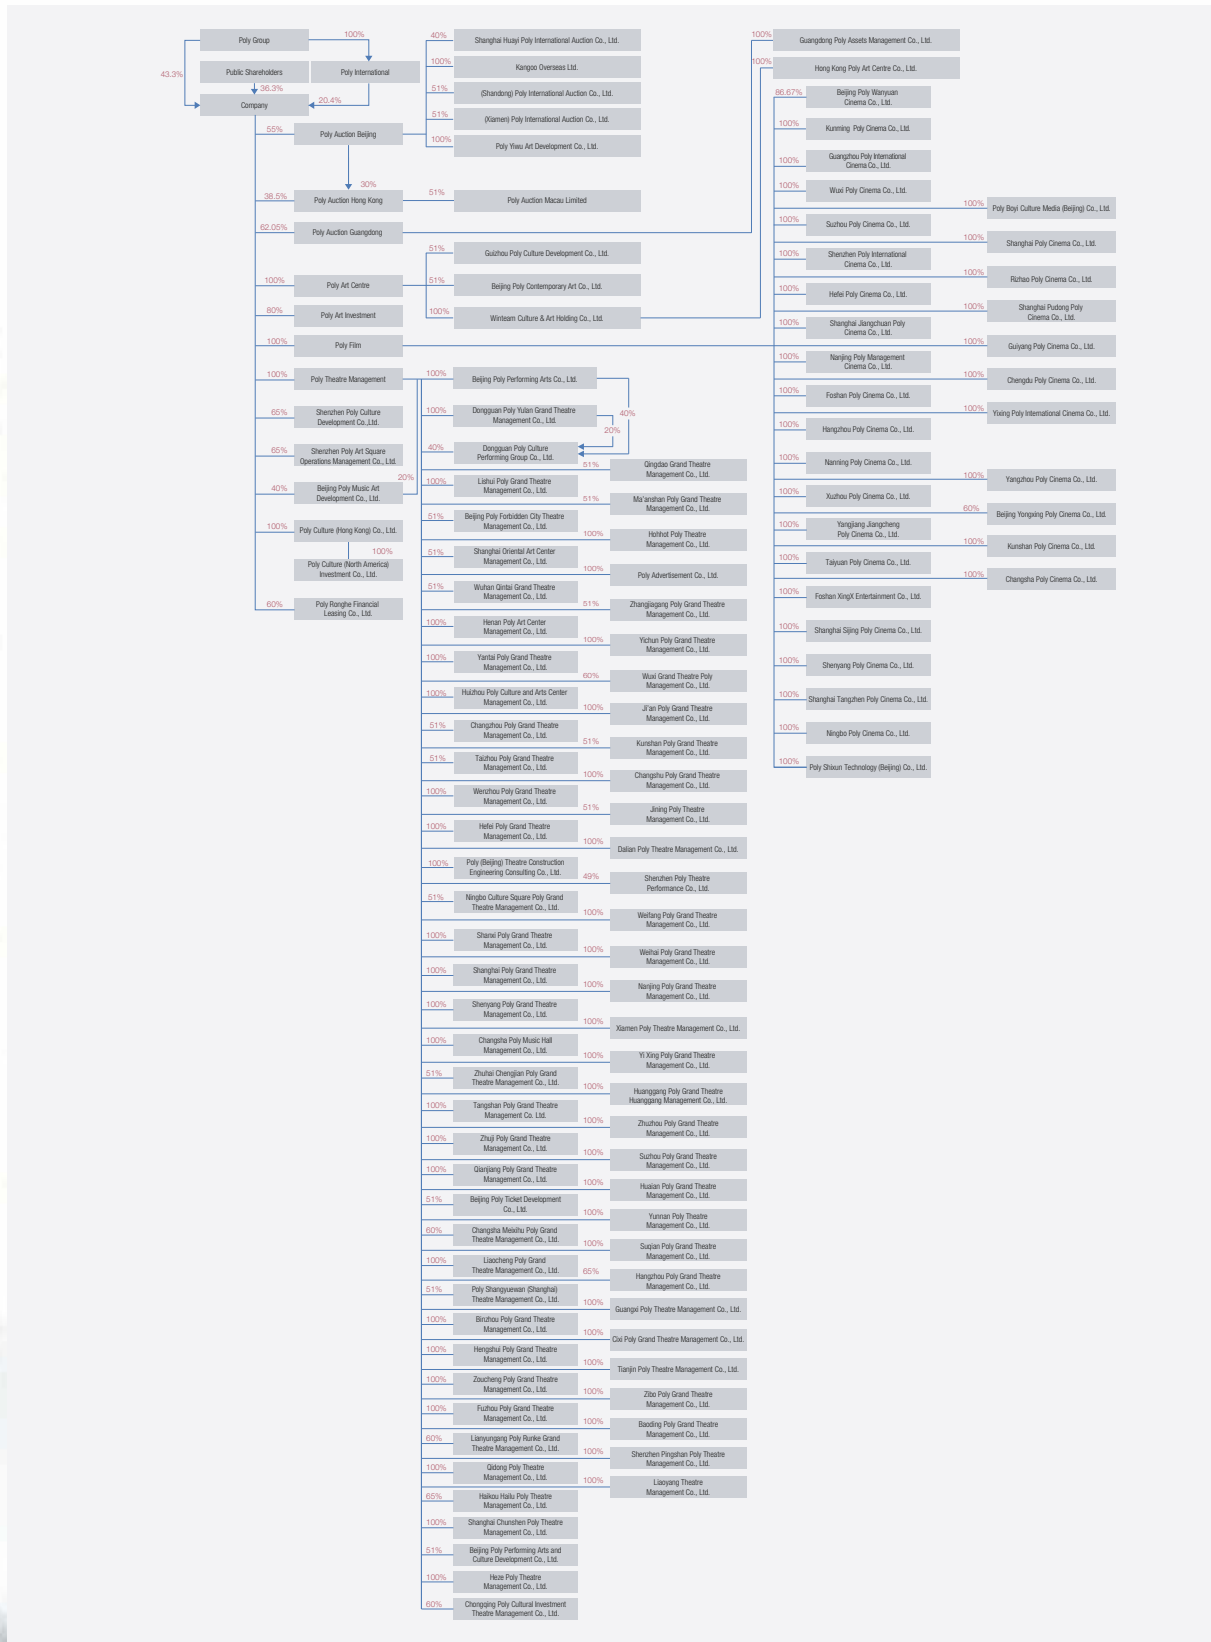 Poly Group
100%
43.3%
Public Shareholders
Poly International
36.3%
Company
20.4%
55%
Poly Auction Beijing
30%
38.5%
Poly Auction Hong Kong
62.05%
Poly Auction Guangdong
100%
Poly Art Centre
80%
Poly Art Investment
100%
Poly Film
100%
Poly Theatre Management
65%
Shenzhen Poly Culture
Development Co.,Ltd.
65%
Shenzhen Poly Art Square
Operations Management Co., Ltd.
20%
40%
Beijing Poly Music Art
Development Co., Ltd.
100%
Poly Culture (Hong Kong) Co., Ltd.
100%
Poly Culture (North America)
Investment Co., Ltd.
60%
Poly Ronghe Financial
Leasing Co., Ltd.
40%
Shanghai Huayi Poly International Auction Co., Ltd.
100%
Kangoo Overseas Ltd.
51%
(Shandong) Poly International Auction Co., Ltd.
51%
(Xiamen) Poly International Auction Co., Ltd.
100%
Poly Yiwu Art Development Co., Ltd.
51%
Poly Auction Macau Limited
51%
Guizhou Poly Culture Development Co., Ltd.
51%
Beijing Poly Contemporary Art Co., Ltd.
100%
Winteam Culture & Art Holding Co., Ltd.
100%
Beijing Poly Performing Arts Co., Ltd.
100%
Dongguan Poly Yulan Grand Theatre
Management Co., Ltd.
40%
20%
40%
Dongguan Poly Culture
Performing Group Co., Ltd.
100%
Lishui Poly Grand Theatre
Management Co., Ltd.
51%
Beijing Poly Forbidden City Theatre
Management Co., Ltd.
51%
Shanghai Oriental Art Center
Management Co., Ltd.
51%
Wuhan Qintai Grand Theatre
Management Co., Ltd.
100%
Henan Poly Art Center
Management Co., Ltd.
100%
Yantai Poly Grand Theatre
Management Co., Ltd.
100%
Huizhou Poly Culture and Arts Center
Management Co., Ltd.
51%
Changzhou Poly Grand Theatre
Management Co., Ltd.
51%
Taizhou Poly Grand Theatre
Management Co., Ltd.
100%
Wenzhou Poly Grand Theatre
Management Co., Ltd.
100%
Hefei Poly Grand Theatre
Management Co., Ltd.
100%
Poly (Beijing) Theatre Construction
Engineering Consulting Co., Ltd.
51%
Ningbo Culture Square Poly Grand
Theatre Management Co., Ltd.
100%
Shanxi Poly Grand Theatre
Management Co., Ltd.
100%
Shanghai Poly Grand Theatre
Management Co., Ltd.
100%
Shenyang Poly Grand Theatre
Management Co., Ltd.
100%
Changsha Poly Music Hall
Management Co., Ltd.
51%
Zhuhai Chengjian Poly Grand
Theatre Management Co., Ltd.
100%
Tangshan Poly Grand Theatre
Management Co. Ltd.
100%
Zhuji Poly Grand Theatre
Management Co., Ltd.
100%
Qianjiang Poly Grand Theatre
Management Co., Ltd.
51%
Beijing Poly Ticket Development
Co., Ltd.
60%
Changsha Meixihu Poly Grand
Theatre Management Co., Ltd.
100%
Liaocheng Poly Grand
Theatre Management Co., Ltd.
51%
Poly Shangyuewan (Shanghai)
Theatre Management Co., Ltd.
100%
Binzhou Poly Grand Theatre
Management Co., Ltd.
100%
Hengshui Poly Grand Theatre
Management Co., Ltd.
100%
Zoucheng Poly Grand Theatre
Management Co., Ltd.
100%
Fuzhou Poly Grand Theatre
Management Co., Ltd.
60%
Lianyungang Poly Runke Grand
Theatre Management Co., Ltd.
100%
Qidong Poly Theatre
Management Co., Ltd.
65%
Haikou Hailu Poly Theatre
Management Co., Ltd.
100%
Shanghai Chunshen Poly Theatre
Management Co., Ltd.
51%
Beijing Poly Performing Arts and
Culture Development Co., Ltd.
100%
Heze Poly Theatre
Management Co., Ltd.
60%
Chongqing Poly Cultural Investment
Theatre Management Co., Ltd.
51%
Qingdao Grand Theatre
Management Co., Ltd.
51%
Ma'anshan Poly Grand Theatre
Management Co., Ltd.
100%
Hohhot Poly Theatre
Management Co., Ltd.
100%
Poly Advertisement Co., Ltd.
51%
Zhangjiagang Poly Grand Theatre
Management Co., Ltd.
100%
Yichun Poly Grand Theatre
Management Co., Ltd.
60%
Wuxi Grand Theatre Poly
Management Co., Ltd.
100%
Ji'an Poly Grand Theatre
Management Co., Ltd.
51%
Kunshan Poly Grand Theatre
Management Co., Ltd.
100%
Changshu Poly Grand Theatre
Management Co., Ltd.
51%
Jining Poly Theatre
Management Co., Ltd.
100%
Dalian Poly Theatre Management Co., Ltd.
49%
Shenzhen Poly Theatre
Performance Co., Ltd.
100%
Weifang Poly Grand Theatre
Management Co., Ltd.
100%
Weihai Poly Grand Theatre
Management Co., Ltd.
100%
Nanjing Poly Grand Theatre
Management Co., Ltd.
100%
Xiamen Poly Theatre Management Co., Ltd.
100%
Yi Xing Poly Grand Theatre
Management Co., Ltd.
100%
Huanggang Poly Grand Theatre
Huanggang Management Co., Ltd.
100%
Zhuzhou Poly Grand Theatre
Management Co., Ltd.
100%
Suzhou Poly Grand Theatre
Management Co., Ltd.
100%
Huaian Poly Grand Theatre
Management Co., Ltd.
100%
Yunnan Poly Theatre
Management Co., Ltd.
100%
Suqian Poly Grand Theatre
Management Co., Ltd.
65%
Hangzhou Poly Grand Theatre
Management Co., Ltd.
100%
Guangxi Poly Theatre Management Co., Ltd.
100%
Cixi Poly Grand Theatre Management Co., Ltd.
100%
Tianjin Poly Theatre Management Co., Ltd.
100%
Zibo Poly Grand Theatre
Management Co., Ltd.
100%
Baoding Poly Grand Theatre
Management Co., Ltd.
100%
Shenzhen Pingshan Poly Theatre
Management Co., Ltd.
100%
Liaoyang Theatre
Management Co., Ltd.
100%
Guangdong Poly Assets Management Co., Ltd.
100%
Hong Kong Poly Art Centre Co., Ltd.
86.67%
Beijing Poly Wanyuan
Cinema Co., Ltd.
100%
Kunming Poly Cinema Co., Ltd.
100%
Guangzhou Poly International
Cinema Co., Ltd.
100%
Wuxi Poly Cinema Co., Ltd.
100%
Suzhou Poly Cinema Co., Ltd.
100%
Shenzhen Poly International
Cinema Co., Ltd.
100%
Hefei Poly Cinema Co., Ltd.
100%
Shanghai Jiangchuan Poly
Cinema Co., Ltd.
100%
Nanjing Poly Management
Cinema Co., Ltd.
100%
Foshan Poly Cinema Co., Ltd.
100%
Hangzhou Poly Cinema Co., Ltd.
100%
Nanning Poly Cinema Co., Ltd.
100%
Xuzhou Poly Cinema Co., Ltd.
100%
Yangjiang Jiangcheng
Poly Cinema Co., Ltd.
100%
Taiyuan Poly Cinema Co., Ltd.
100%
Foshan XingX Entertainment Co., Ltd.
100%
Shanghai Sijing Poly Cinema Co., Ltd.
100%
Shenyang Poly Cinema Co., Ltd.
100%
Shanghai Tangzhen Poly Cinema Co., Ltd.
100%
Ningbo Poly Cinema Co., Ltd.
100%
Poly Shixun Technology (Beijing) Co., Ltd.
100%
Poly Boyi Culture Media (Beijing) Co., Ltd.
100%
Shanghai Poly Cinema Co., Ltd.
100%
Rizhao Poly Cinema Co., Ltd.
100%
Shanghai Pudong Poly
Cinema Co., Ltd.
100%
Guiyang Poly Cinema Co., Ltd.
100%
Chengdu Poly Cinema Co., Ltd.
100%
Yixing Poly International Cinema Co., Ltd.
100%
Yangzhou Poly Cinema Co., Ltd.
60%
Beijing Yongxing Poly Cinema Co., Ltd.
100%
Kunshan Poly Cinema Co., Ltd.
100%
Changsha Poly Cinema Co., Ltd.